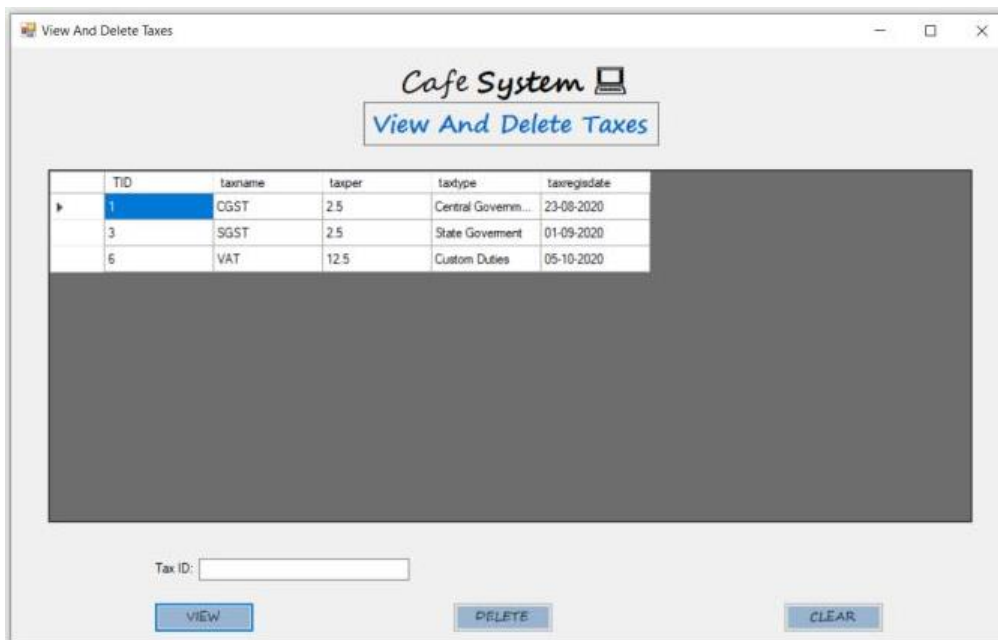 View And Delete Taxes
Cafe System
View And Delete Taxes
TID taxname taxper taxtype taxregisdate
1 CGST 2.5 Central Governm... 23-08-2020
3 SGST 2.5 State Goverment 01-09-2020
6 VAT 12.5 Custom Duties 05-10-2020
Tax ID:
VIEW DELETE CLEAR